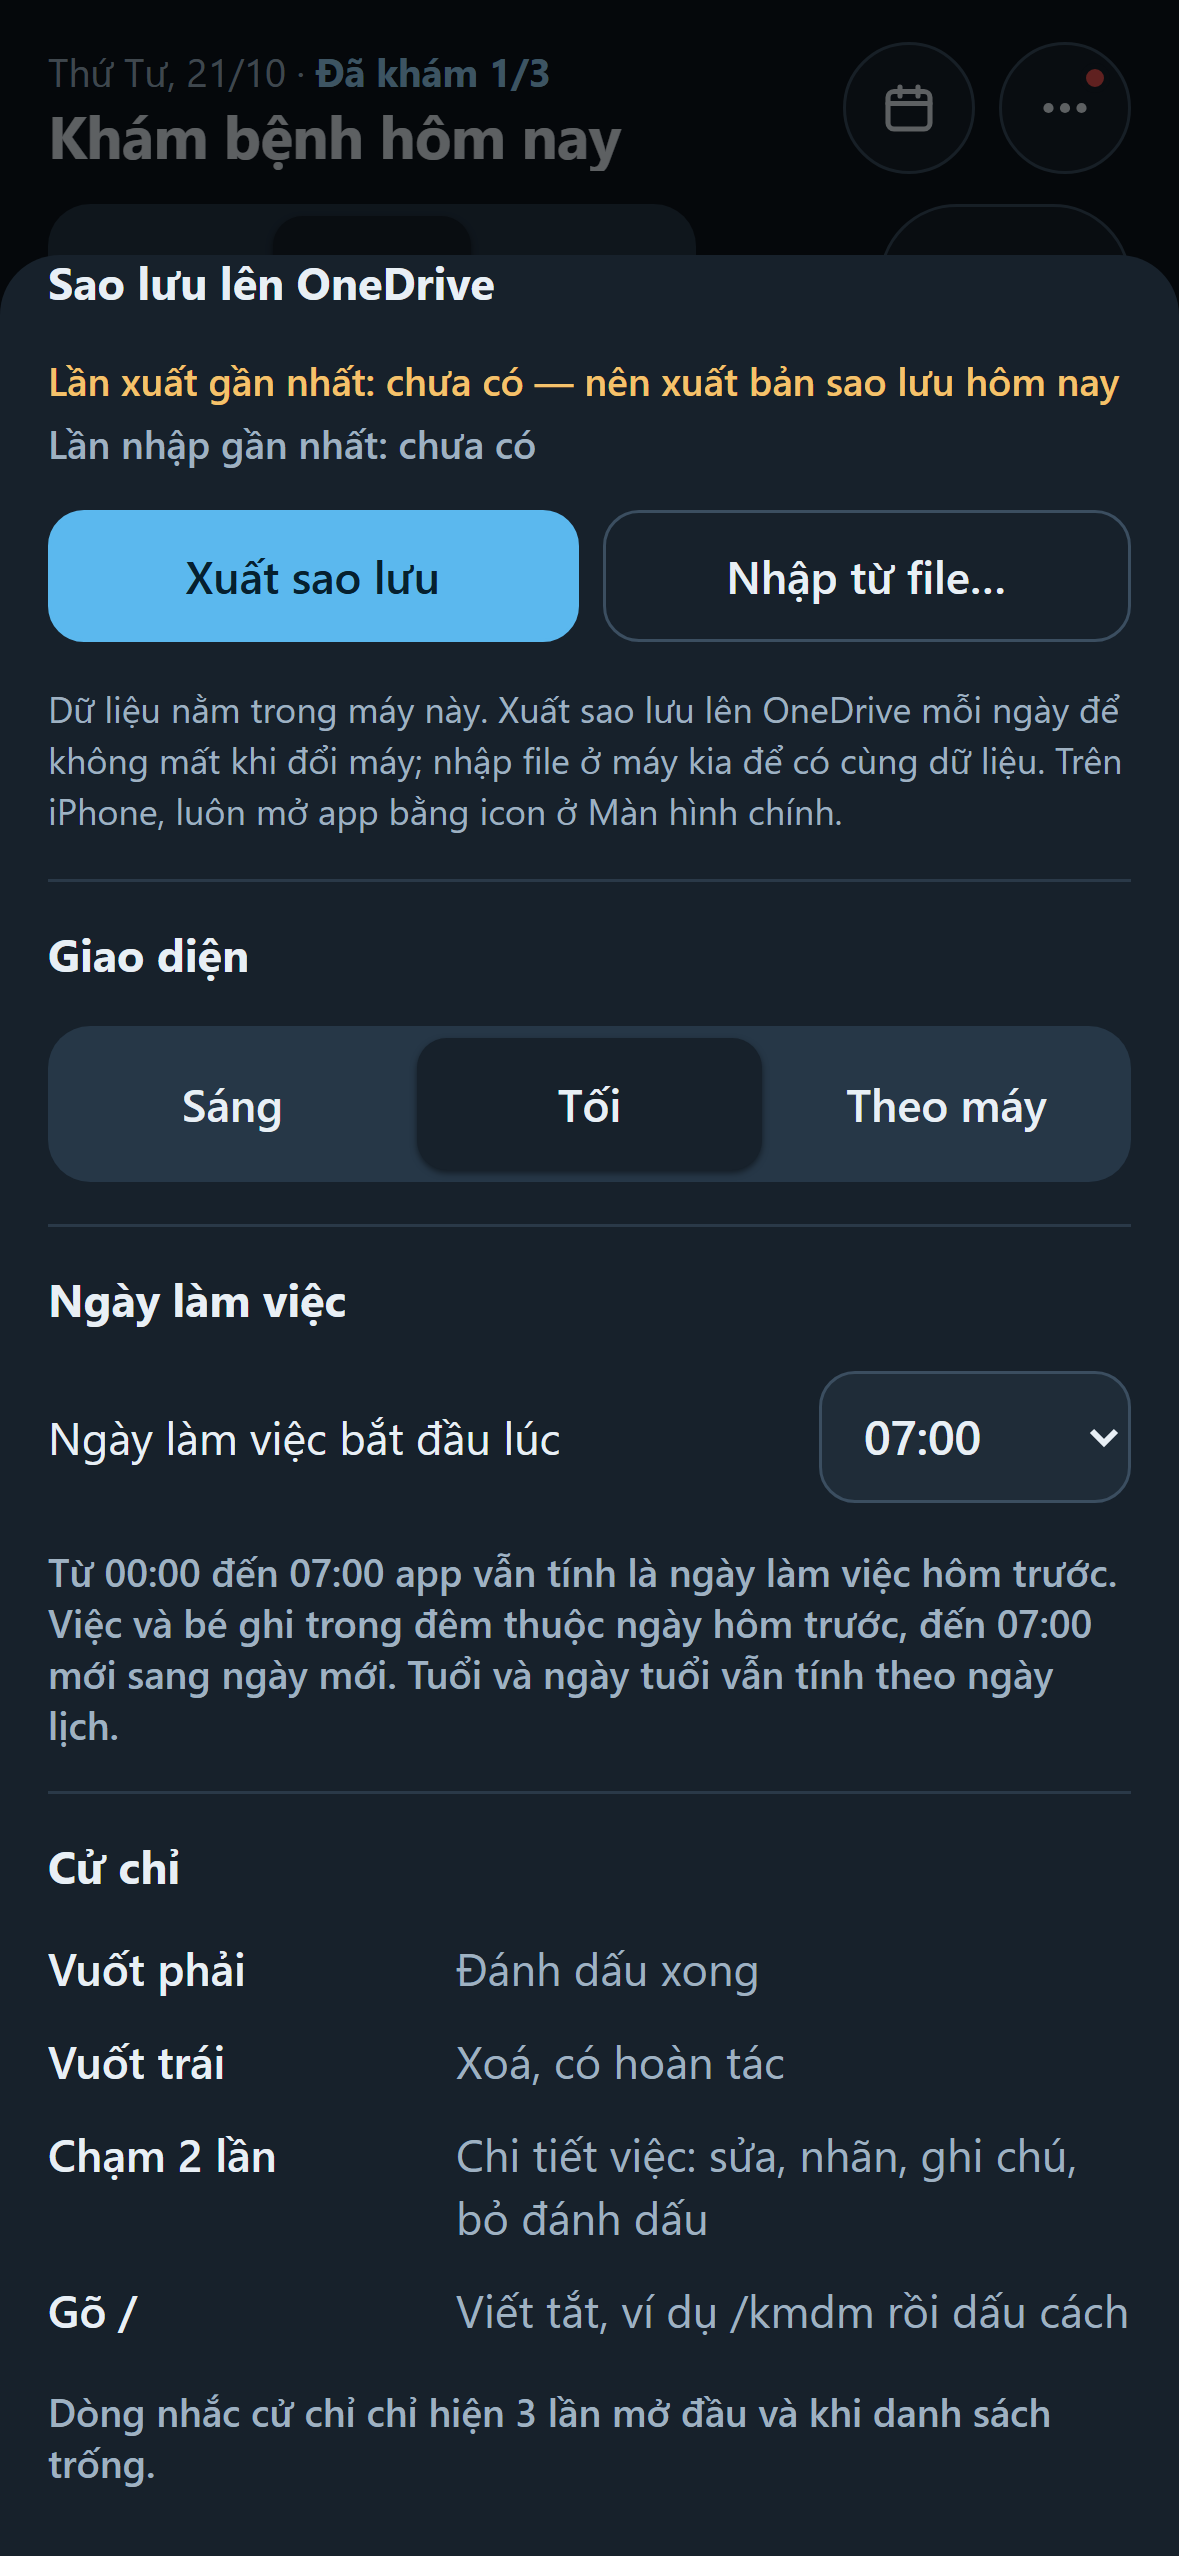 Thứ Tư, 21/10 · Đã khám 1/3
Khám bệnh hôm nay
Sao lưu lên OneDrive
Lần xuất gần nhất: chưa có — nên xuất bản sao lưu hôm nay
Lần nhập gần nhất: chưa có
Xuất sao lưu
Nhập từ file...
Dữ liệu nằm trong máy này. Xuất sao lưu lên OneDrive mỗi ngày để
không mất khi đổi máy; nhập file ở máy kia để có cùng dữ liệu. Trên
iPhone, luôn mở app bằng icon ở Màn hình chính.
Giao diện
Sáng
Tối
Theo máy
Ngày làm việc
Ngày làm việc bắt đầu lúc
07:00
Từ 00:00 đến 07:00 app vẫn tính là ngày làm việc hôm trước.
Việc và bé ghi trong đêm thuộc ngày hôm trước, đến 07:00
mới sang ngày mới. Tuổi và ngày tuổi vẫn tính theo ngày
lịch.
Cử chỉ
Vuốt phải
Đánh dấu xong
Vuốt trái
Xoá, có hoàn tác
Chạm 2 lần
Chi tiết việc: sửa, nhãn, ghi chú,
bỏ đánh dấu
Gõ /
Viết tắt, ví dụ /kmdm rồi dấu cách
Dòng nhắc cử chỉ chỉ hiện 3 lần mở đầu và khi danh sách
trống.